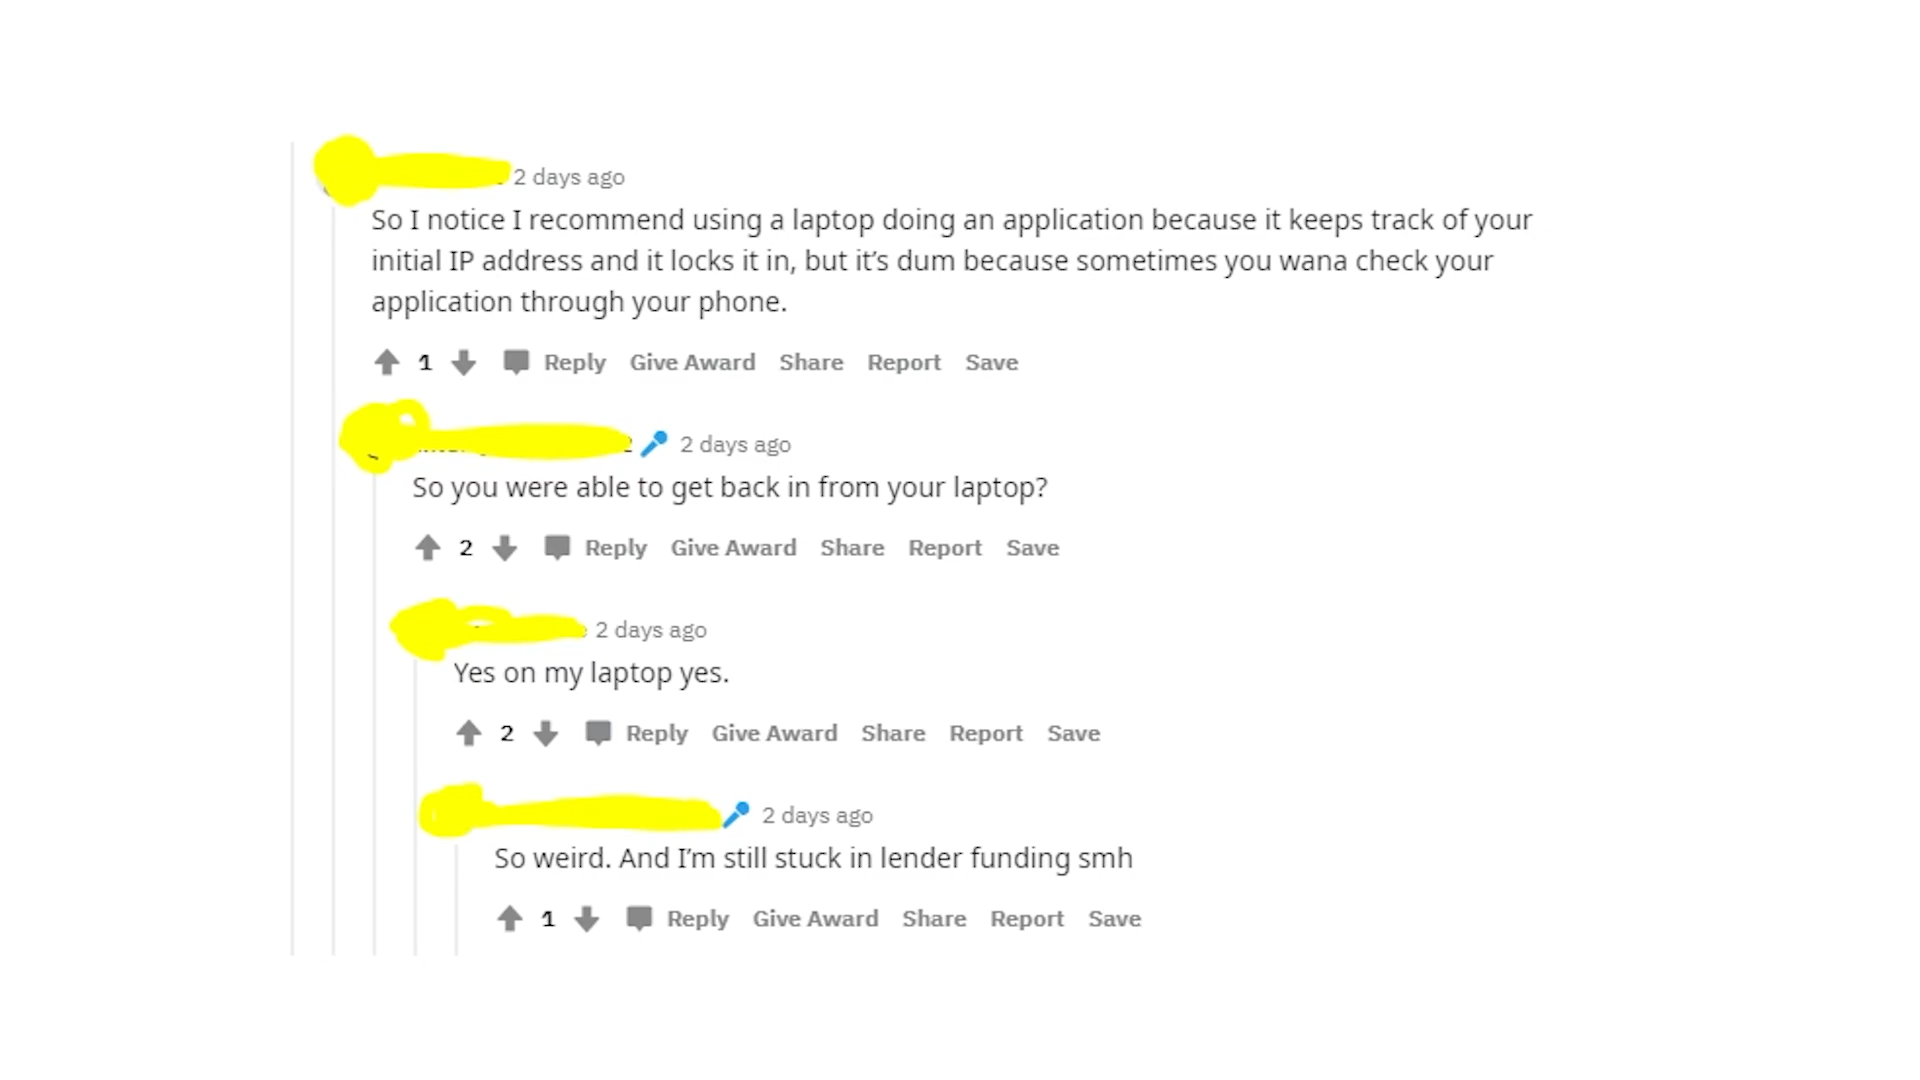 2 days ago
So I notice I recommend using a laptop doing an application because it keeps track of your
initial IP address and it locks it in, but it's dum because sometimes you wana check your
application through your phone.
1 Reply Give Award Share Report Save
2 days ago
So you were able to get back in from your laptop?
2 Reply Give Award Share Report Save
2 days ago
Yes on my laptop yes.
2 Reply Give Award Share Report Save
2 days ago
So weird. And I'm still stuck in lender funding smh
1 Reply Give Award Share Report Save